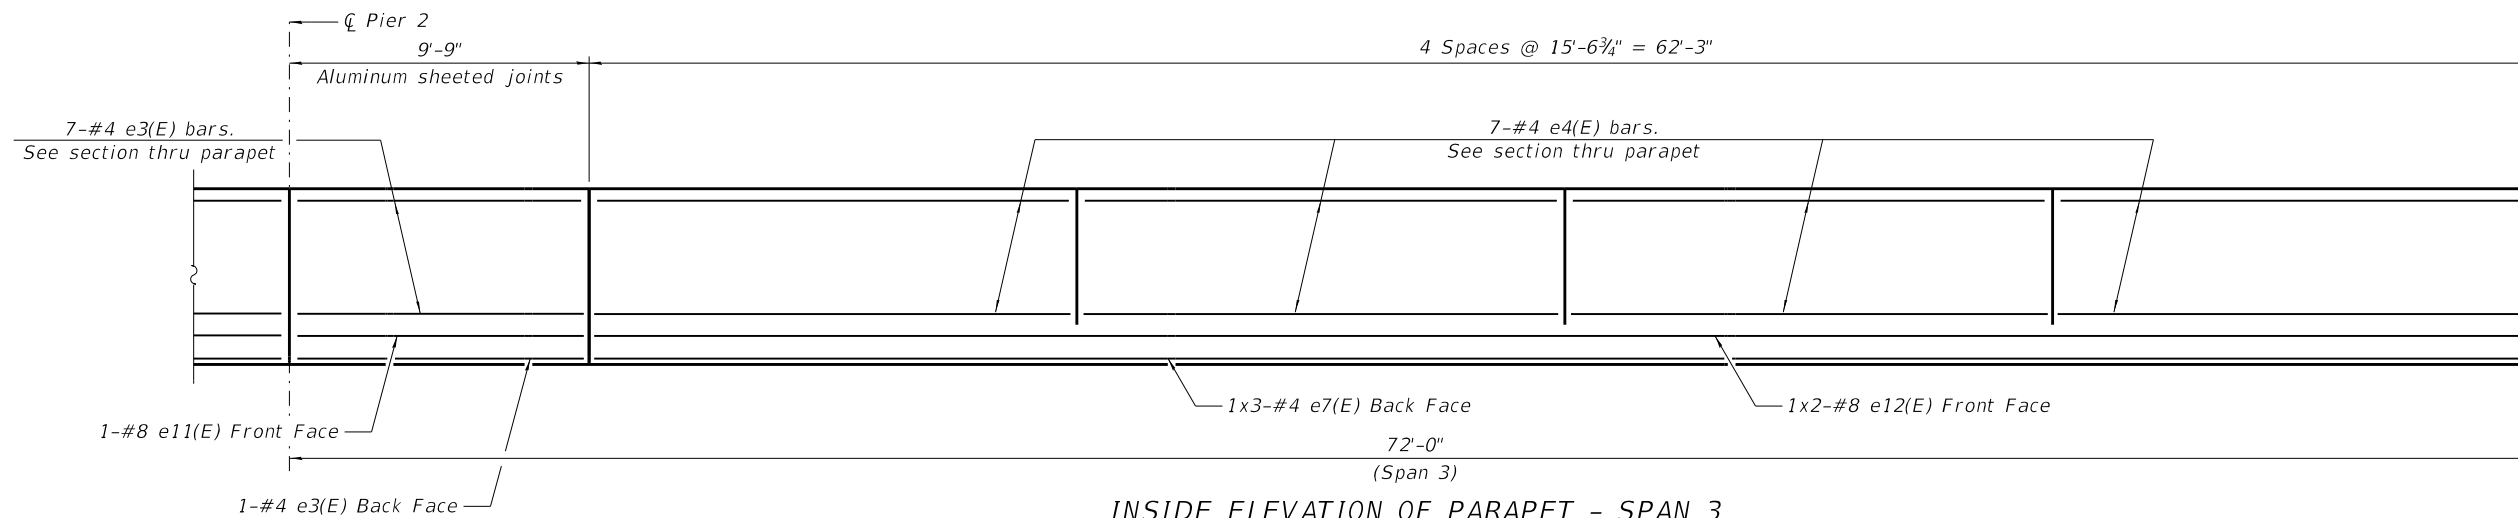 ℄ Pier 2
9'-9"
Aluminum sheeted joints
4 Spaces @ 15'-6¾" = 62'-3"
7-#4 e3(E) bars.
See section thru parapet
7-#4 e4(E) bars.
See section thru parapet
1x3-#4 e7(E) Back Face
1x2-#8 e12(E) Front Face
1-#8 e11(E) Front Face
72'-0"
(Span 3)
1-#4 e3(E) Back Face
INSIDE ELEVATION OF PARAPET - SPAN 3